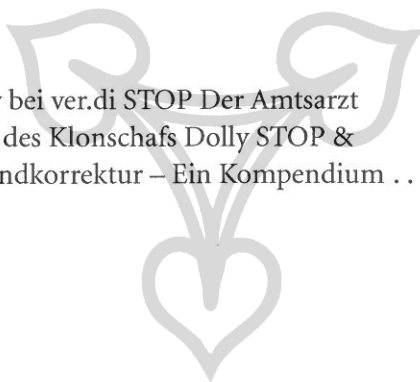 bei ver.di STOP Der Amtsarzt
des Klonschafs Dolly STOP &
ndkorrektur – Ein Kompendium . .